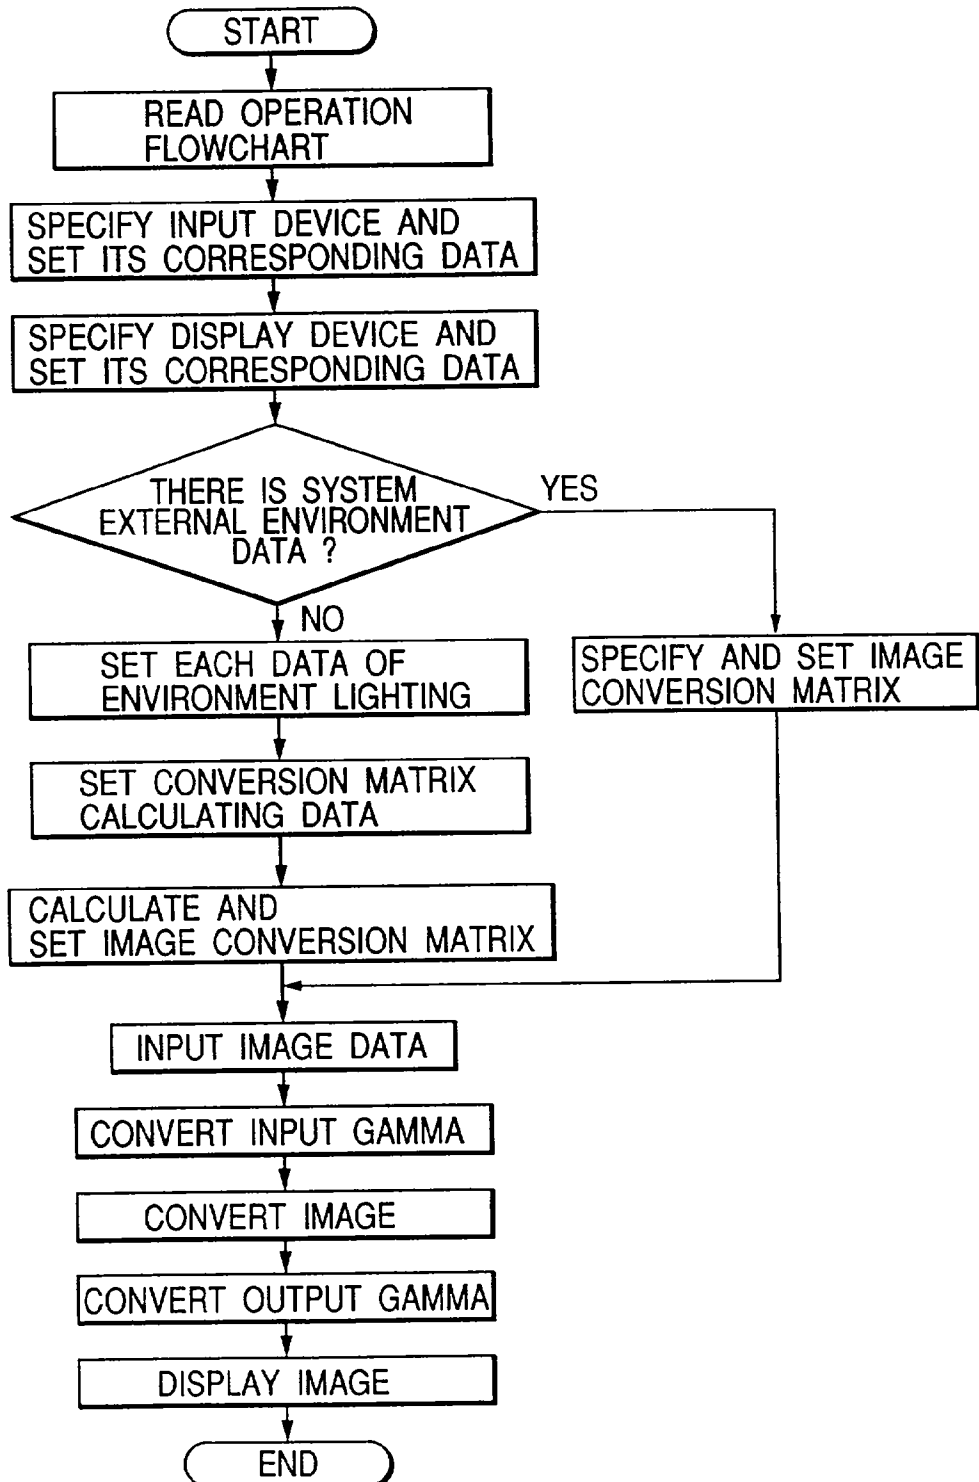 START
READ OPERATION
FLOWCHART
SPECIFY INPUT DEVICE AND
SET ITS CORRESPONDING DATA
SPECIFY DISPLAY DEVICE AND
SET ITS CORRESPONDING DATA
THERE IS SYSTEM
EXTERNAL ENVIRONMENT
DATA ?
YES
NO
SET EACH DATA OF
ENVIRONMENT LIGHTING
SPECIFY AND SET IMAGE
CONVERSION MATRIX
SET CONVERSION MATRIX
CALCULATING DATA
CALCULATE AND
SET IMAGE CONVERSION MATRIX
INPUT IMAGE DATA
CONVERT INPUT GAMMA
CONVERT IMAGE
CONVERT OUTPUT GAMMA
DISPLAY IMAGE
END